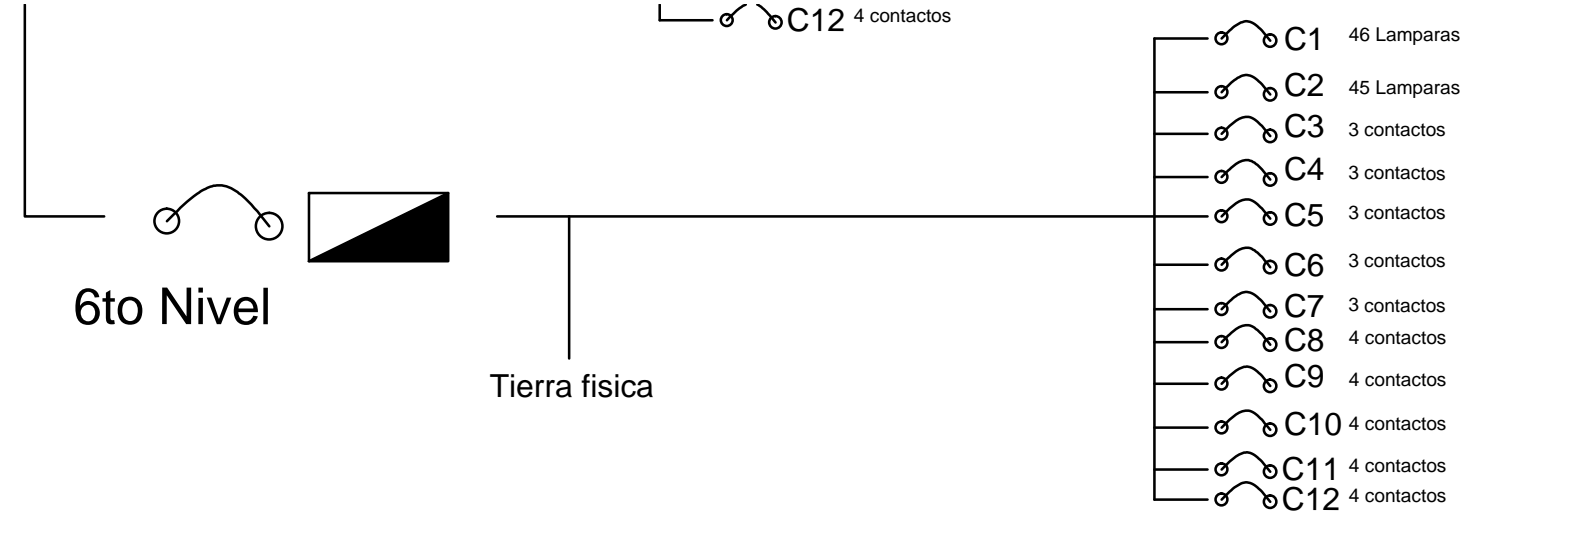 C12 4 contactos
C1 46 Lamparas
C2 45 Lamparas
C3 3 contactos
C4 3 contactos
C5 3 contactos
C6 3 contactos
C7 3 contactos
C8 4 contactos
C9 4 contactos
C10 4 contactos
C11 4 contactos
C12 4 contactos
6to Nivel
Tierra fisica